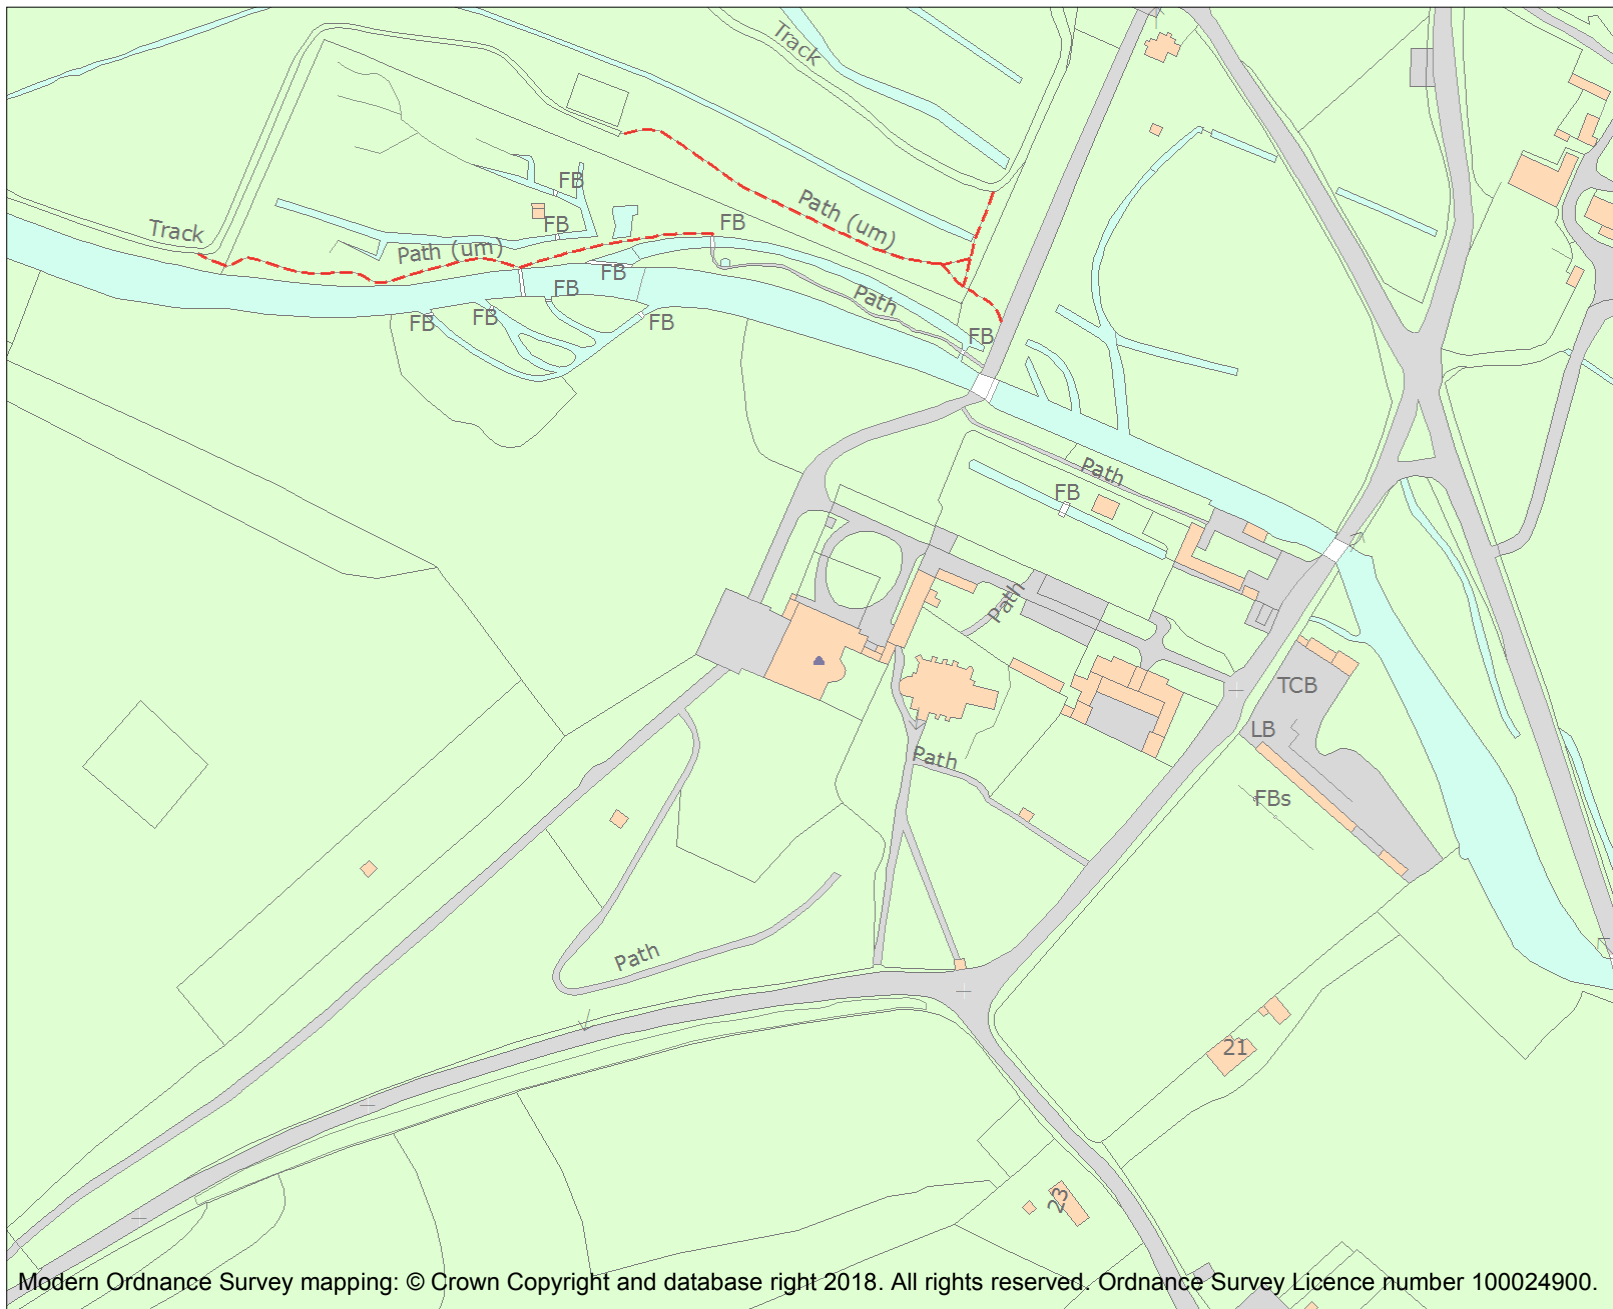 Track
FB
Track
FB
Path (um)
FB
Path (um)
FB
FB
Path
FB
FB
FB
FB
Path
FB
Path
TCB
LB
Path
FBs
Path
21
23
Modern Ordnance Survey mapping: © Crown Copyright and database right 2018. All rights reserved. Ordnance Survey Licence number 100024900.